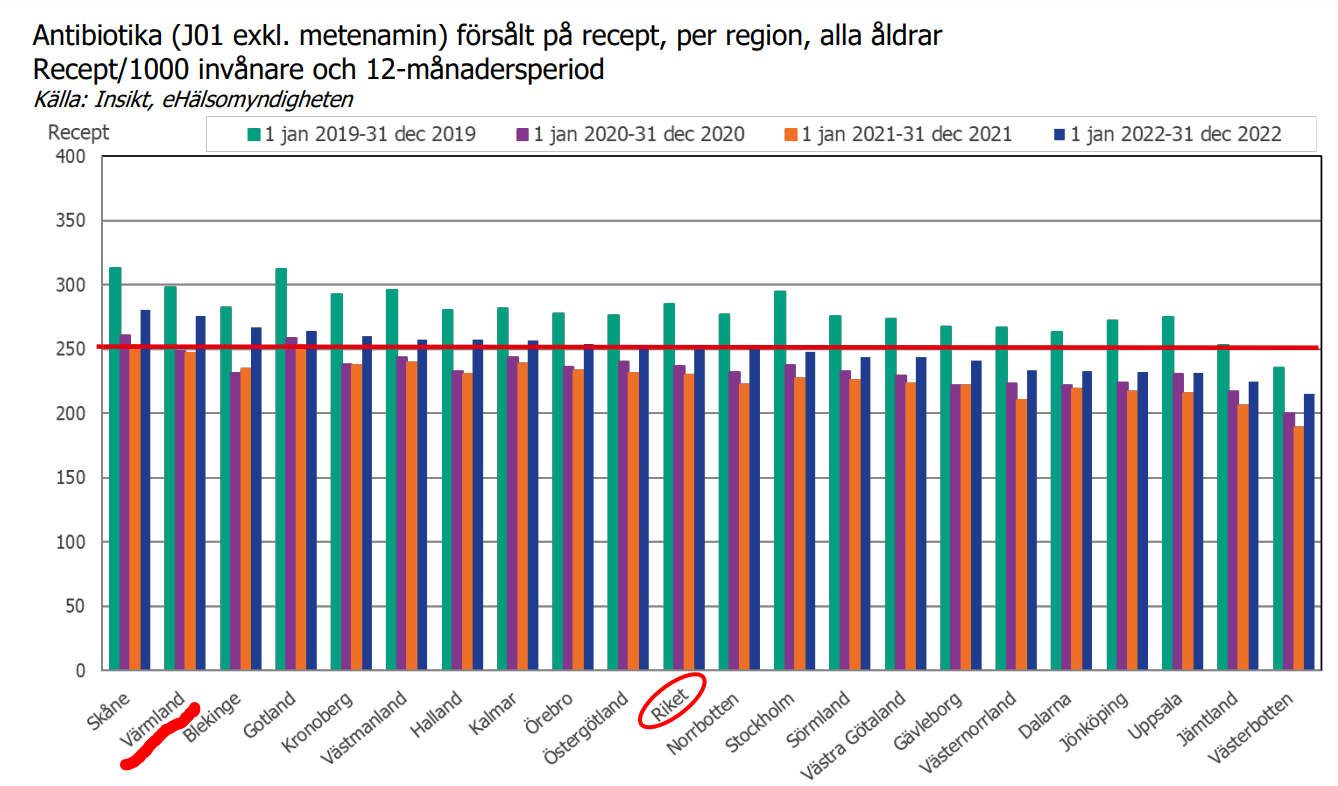 Antibiotika (J01 exkl. metenamin) försålt på recept, per region, alla åldrar
Recept/1000 invånare och 12-månadersperiod
Källa: Insikt, eHälsomyndigheten
Recept
1 jan 2019-31 dec 2019
1 jan 2020-31 dec 2020
1 jan 2021-31 dec 2021
1 jan 2022-31 dec 2022
400
350
300
250
200
150
100
50
0
Skåne
Värmland
Blekinge
Gotland
Kronoberg
Västmanland
Halland
Kalmar
Örebro
Östergötland
Riket
Norrbotten
Stockholm
Sörmland
Västra Götaland
Gävleborg
Västernorrland
Dalarna
Jönköping
Uppsala
Jämtland
Västerbotten